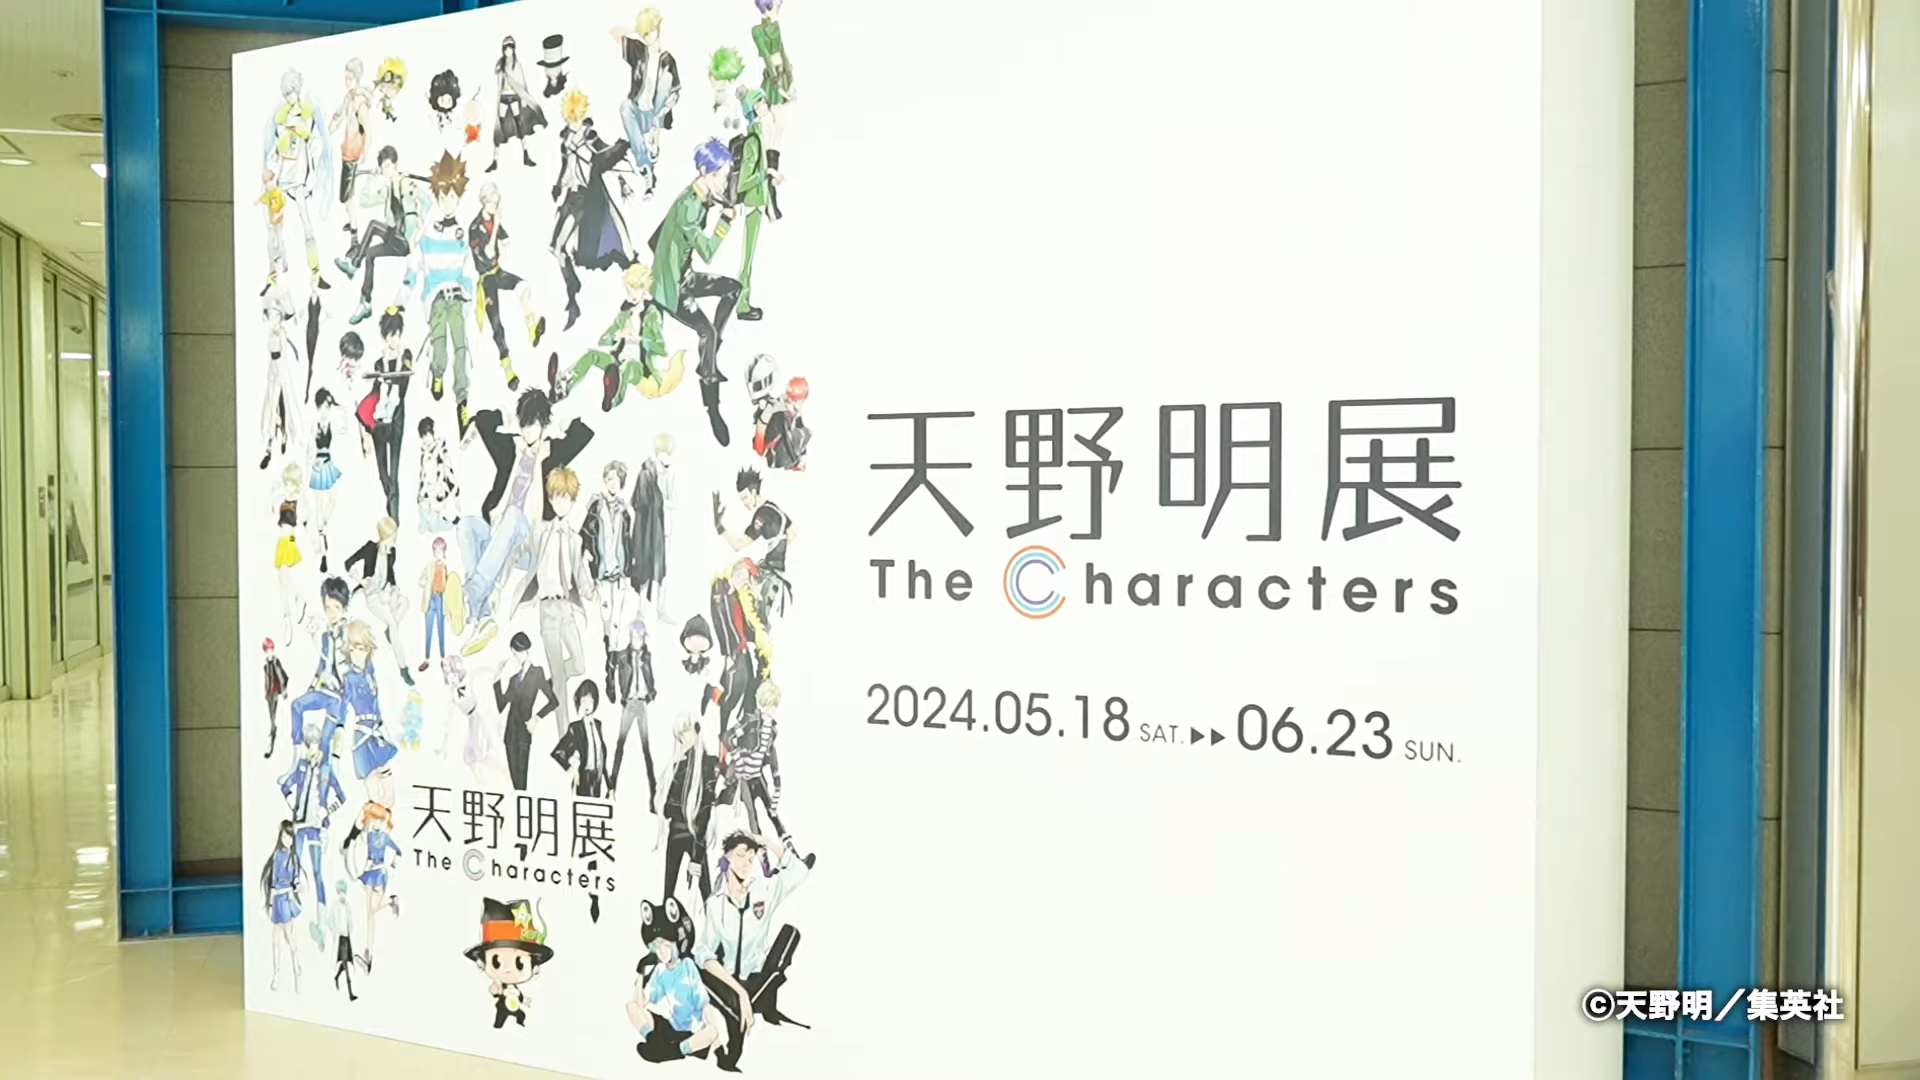 天野明展
The Characters
2024.05.18 SAT. ▶▶ 06.23 SUN.
天野明展
The Characters
©天野明／集英社